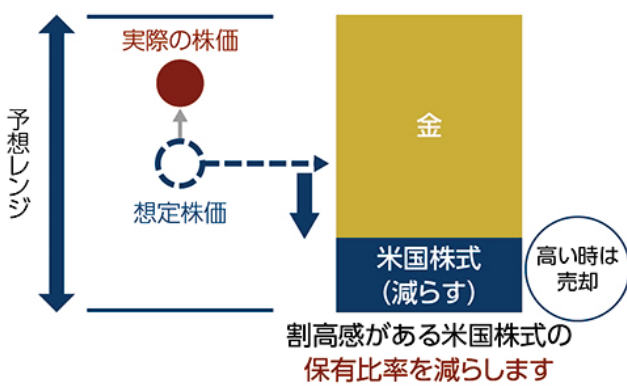 予想レンジ
実際の株価
想定株価
金
米国株式
(減らす)
高い時は
売却
割高感がある米国株式の
保有比率を減らします